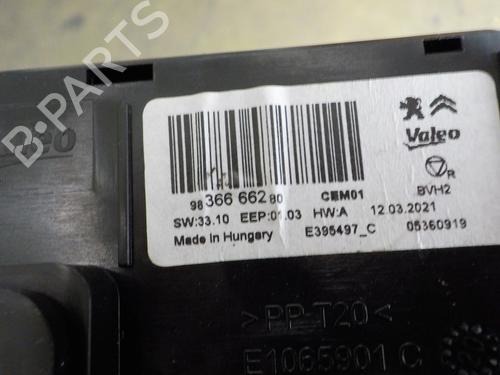 B-PARTS
Valeo
Valeo
R
98 366 662 80 CEM01 BVH2
SW:33.10 EEP:01.03 HW:A 12.03.2021 05360919
Made in Hungary E395497_C
>PP-T20<
E1065901 C